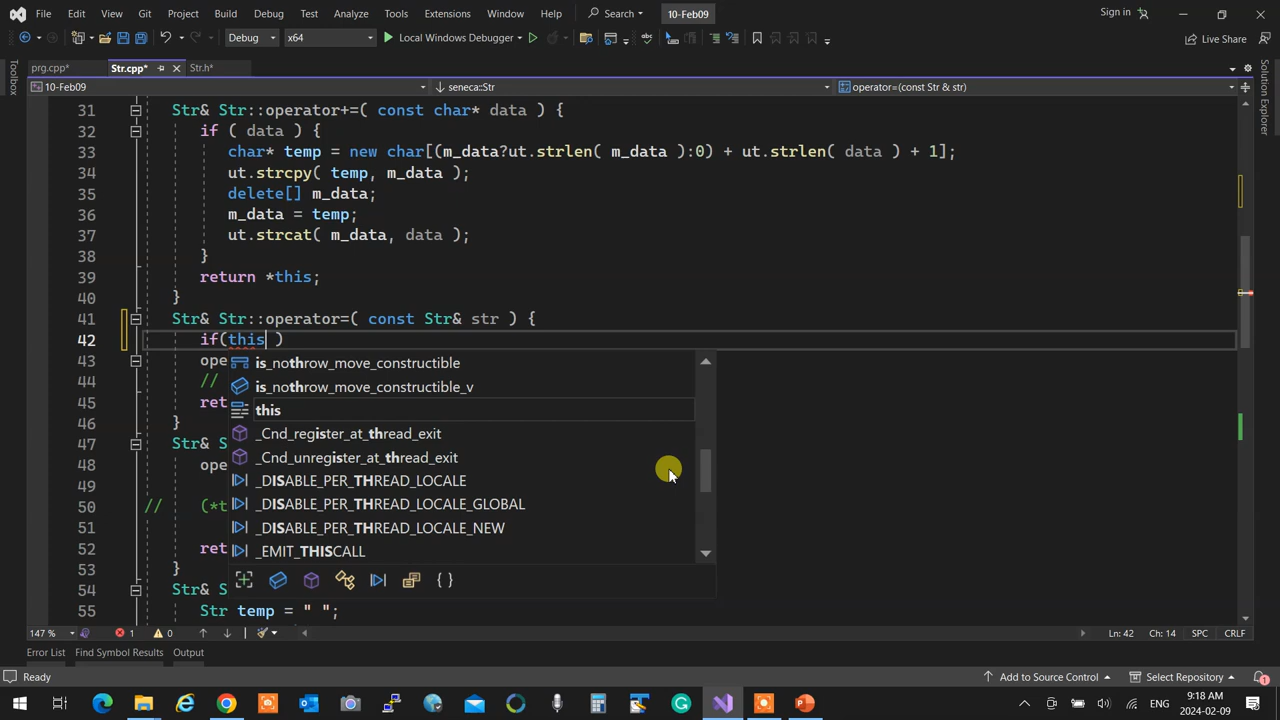 File Edit View Git Project Build Debug Test Analyze Tools Extensions Window Help Search 10-Feb09 Sign in
Debug x64 Local Windows Debugger Live Share
prg.cpp* Str.cpp* Str.h*
10-Feb09 seneca::Str operator=(const Str & str)
Toolbox
Solution Explorer
31 Str& Str::operator+=( const char* data ) {
32 if ( data ) {
33 char* temp = new char[(m_data?ut.strlen( m_data ):0) + ut.strlen( data ) + 1];
34 ut.strcpy( temp, m_data );
35 delete[] m_data;
36 m_data = temp;
37 ut.strcat( m_data, data );
38 }
39 return *this;
40 }
41 Str& Str::operator=( const Str& str ) {
42 if(this )
43 ope
44 //
45 ret
46 }
47 Str& S
48 ope
49
50 // (*t
51
52 ret
53 }
54 Str& S
55 Str temp = " ";
is_nothrow_move_constructible
is_nothrow_move_constructible_v
this
_Cnd_register_at_thread_exit
_Cnd_unregister_at_thread_exit
_DISABLE_PER_THREAD_LOCALE
_DISABLE_PER_THREAD_LOCALE_GLOBAL
_DISABLE_PER_THREAD_LOCALE_NEW
_EMIT_THISCALL
147 % 1 0 Ln: 42 Ch: 14 SPC CRLF
Error List Find Symbol Results Output
Ready Add to Source Control Select Repository 1
ENG 9:18 AM
2024-02-09